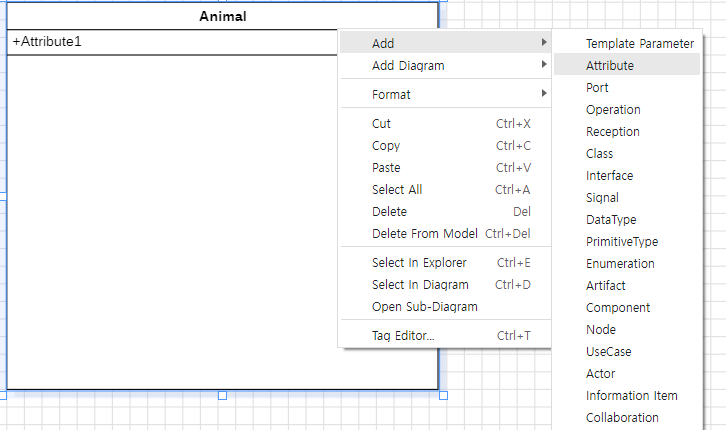 Animal
+Attribute1
Add
Add Diagram
Format
Cut Ctrl+X
Copy Ctrl+C
Paste Ctrl+V
Select All Ctrl+A
Delete Del
Delete From Model Ctrl+Del
Select In Explorer Ctrl+E
Select In Diagram Ctrl+D
Open Sub-Diagram
Tag Editor... Ctrl+T
Template Parameter
Attribute
Port
Operation
Reception
Class
Interface
Signal
DataType
PrimitiveType
Enumeration
Artifact
Component
Node
UseCase
Actor
Information Item
Collaboration